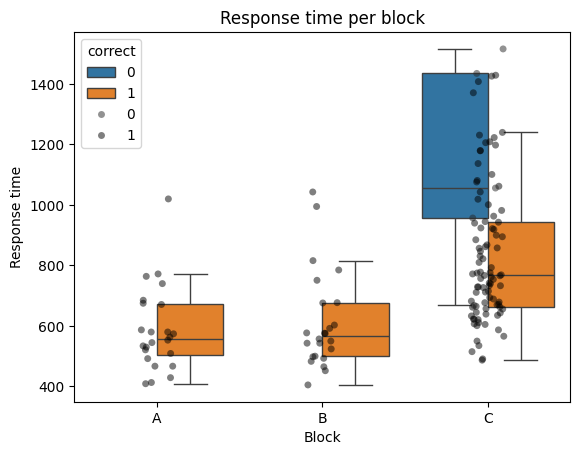 Response time per block
correct
0
1
0
1
1400
1200
1000
800
600
400
Response time
A B C
Block